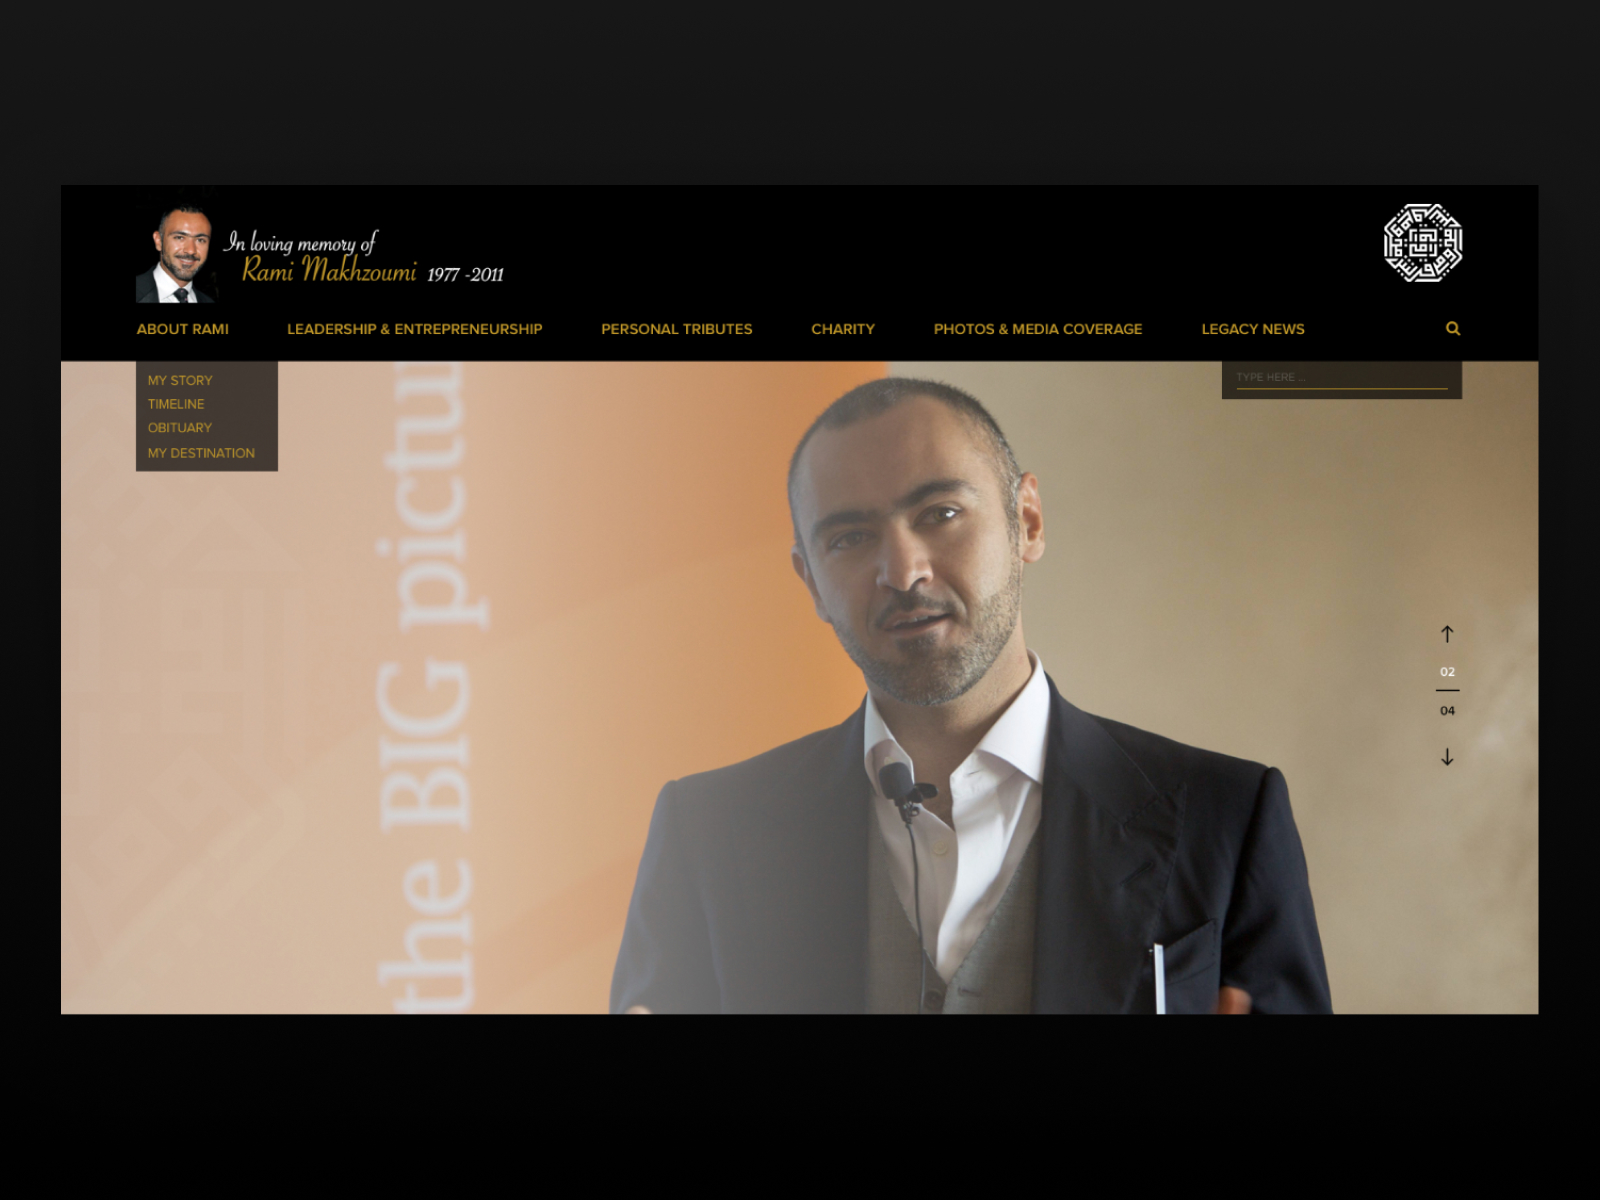 In loving memory of
Rami Makhzoumi 1977 -2011
ABOUT RAMI LEADERSHIP & ENTREPRENEURSHIP PERSONAL TRIBUTES CHARITY PHOTOS & MEDIA COVERAGE LEGACY NEWS
MY STORY
TIMELINE
OBITUARY
MY DESTINATION
TYPE HERE ...
the BIG pictu
02
04